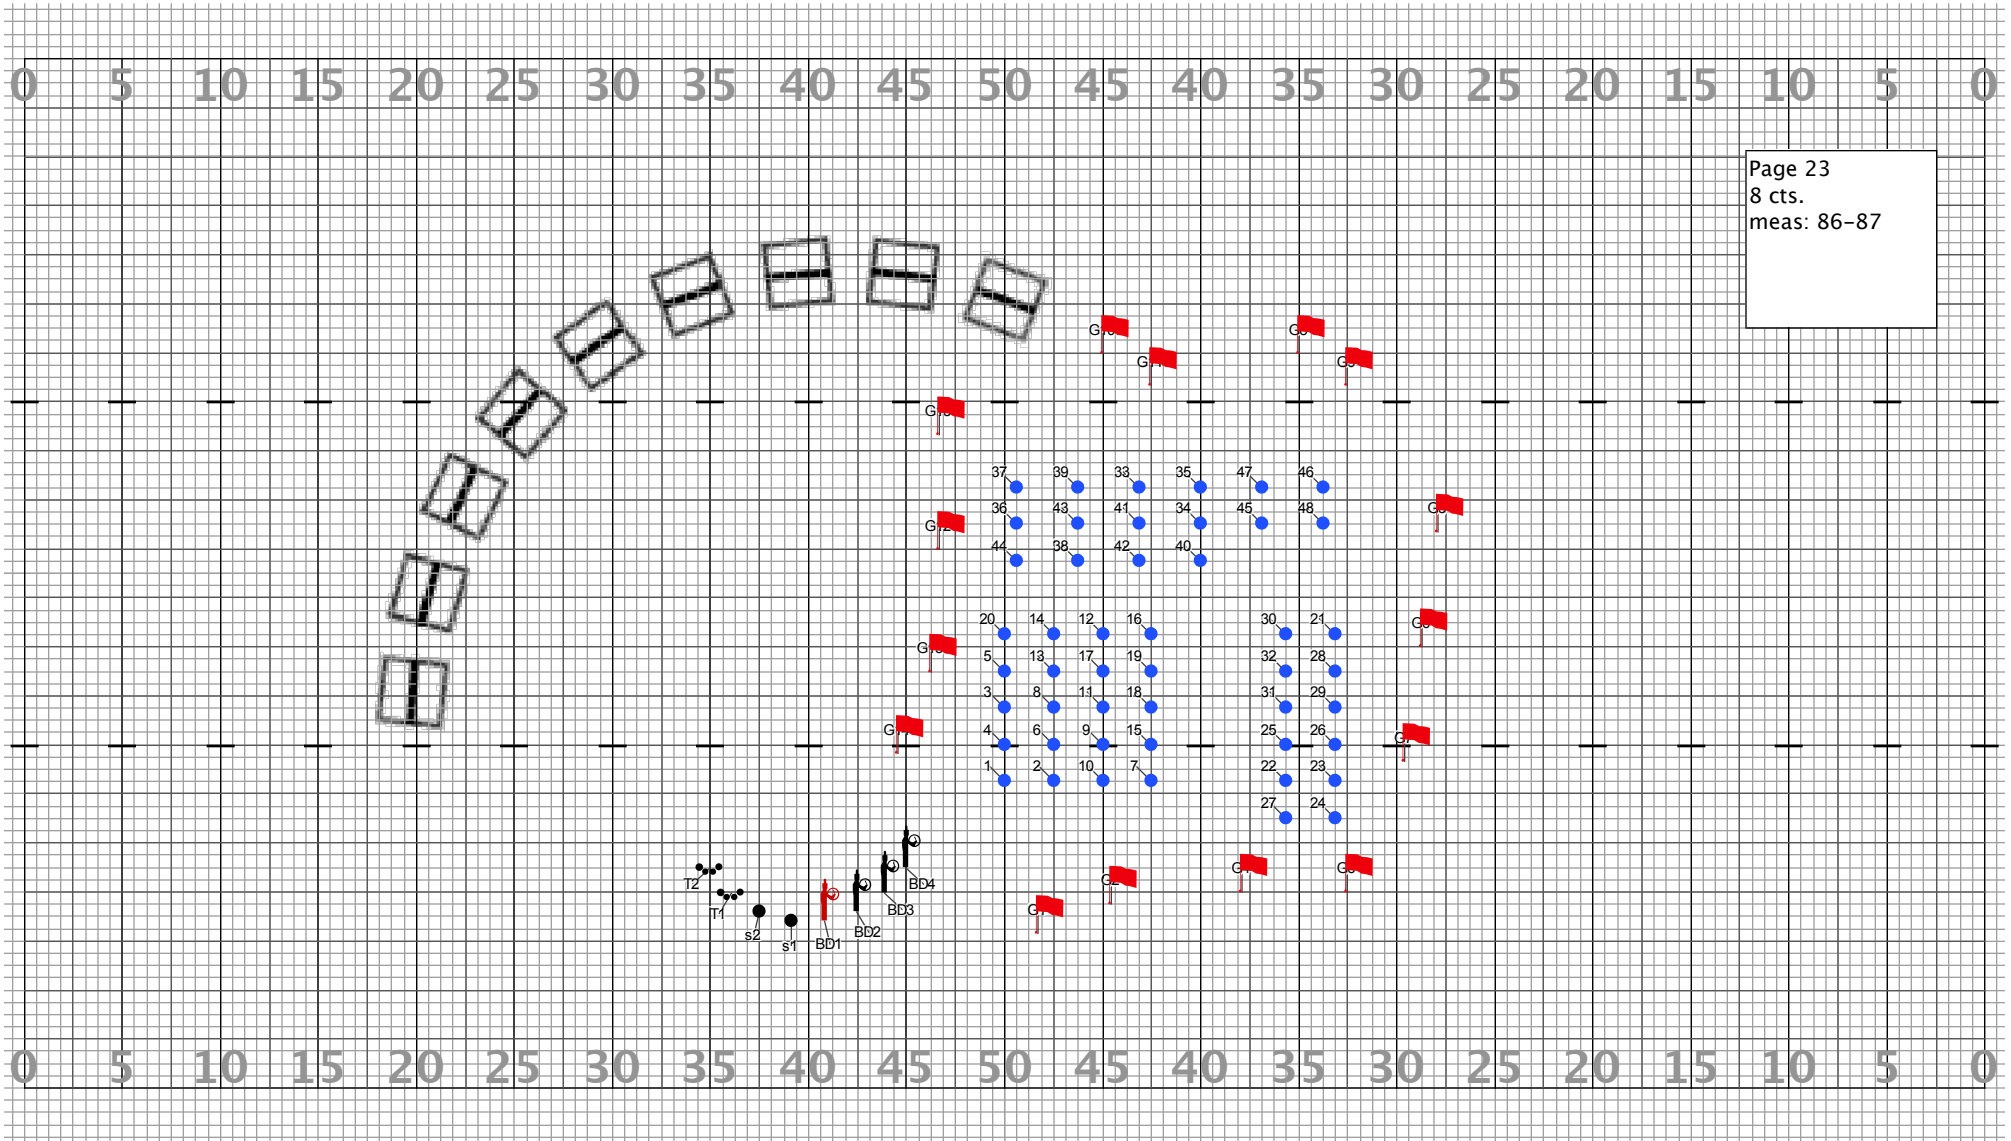 0 5 10 15 20 25 30 35 40 45 50 45 40 35 30 25 20 15 10 5 0
Page 23
8 cts.
meas: 86-87
37 39 33 35 47 46
36 43 41 34 45 48
44 38 42 40
20 14 12 16 30 21
5 13 17 19 32 28
3 8 11 18 31 29
4 6 9 15 25 26
1 2 10 7 22 23
27 24
T2 BD4
T1 BD3
s2 s1 BD1 BD2
0 5 10 15 20 25 30 35 40 45 50 45 40 35 30 25 20 15 10 5 0